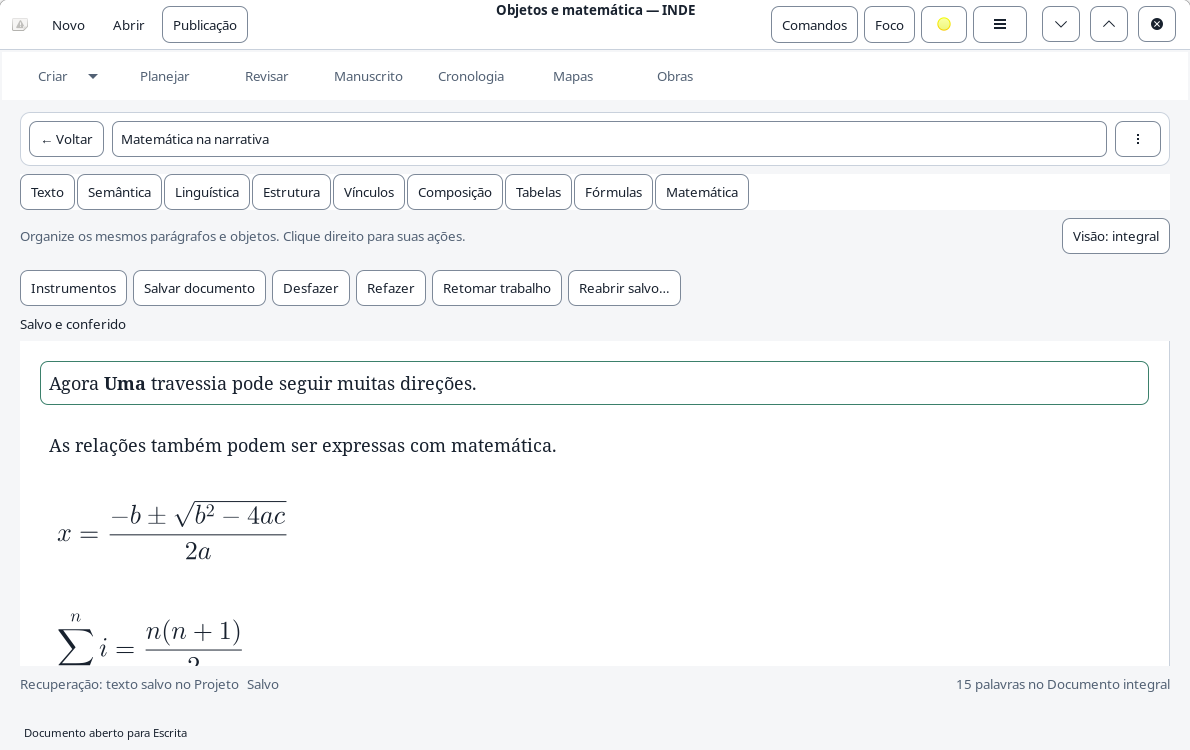 Objetos e matemática — INDE
Novo Abrir Publicação Comandos Foco
Criar Planejar Revisar Manuscrito Cronologia Mapas Obras
← Voltar Matemática na narrativa
Texto Semântica Linguística Estrutura Vínculos Composição Tabelas Fórmulas Matemática
Organize os mesmos parágrafos e objetos. Clique direito para suas ações. Visão: integral
Instrumentos Salvar documento Desfazer Refazer Retomar trabalho Reabrir salvo...
Salvo e conferido
Agora Uma travessia pode seguir muitas direções.
As relações também podem ser expressas com matemática.
x = (−b ± √(b² − 4ac)) / 2a
∑ⁿ i = n(n + 1) / 2
Recuperação: texto salvo no Projeto Salvo 15 palavras no Documento integral
Documento aberto para Escrita